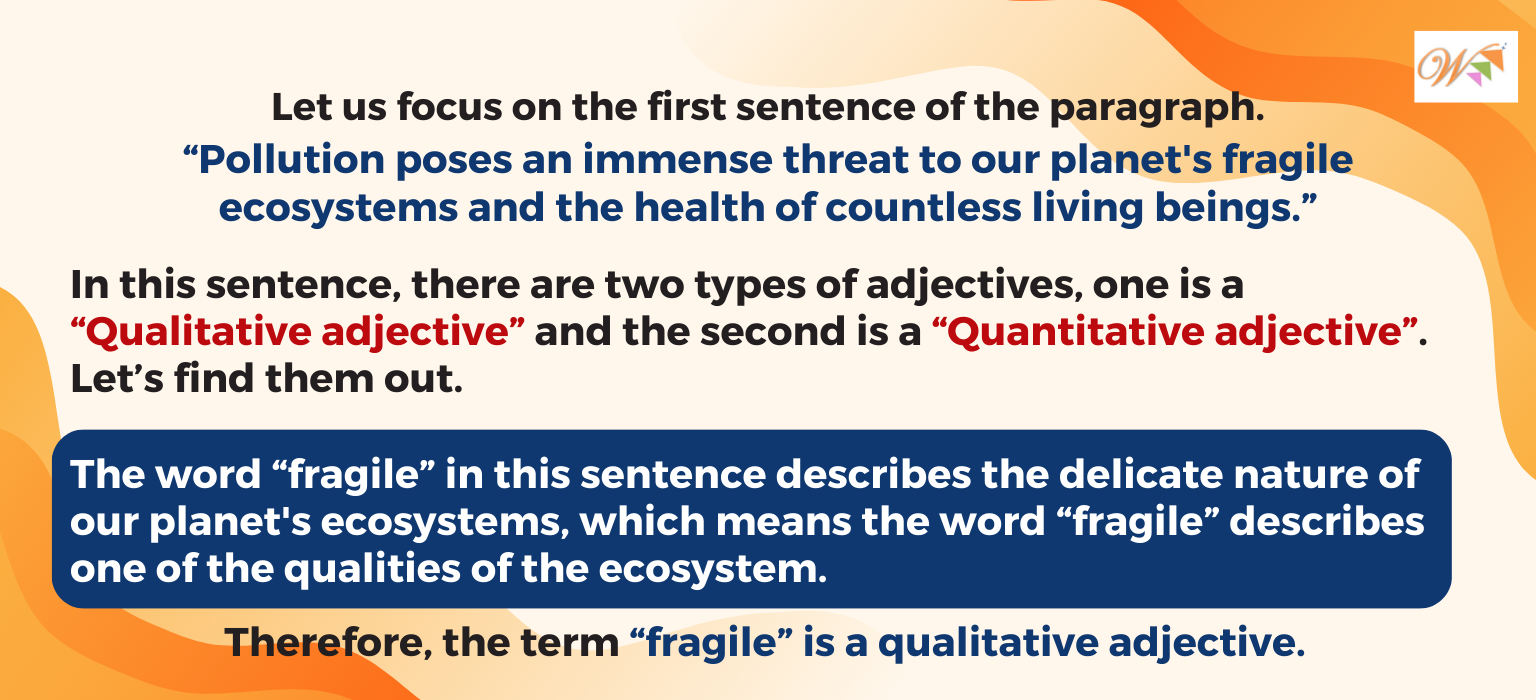 W
Let us focus on the first sentence of the paragraph.
“Pollution poses an immense threat to our planet's fragile
ecosystems and the health of countless living beings.”
In this sentence, there are two types of adjectives, one is a
“Qualitative adjective” and the second is a “Quantitative adjective”.
Let’s find them out.
The word “fragile” in this sentence describes the delicate nature of
our planet's ecosystems, which means the word “fragile” describes
one of the qualities of the ecosystem.
Therefore, the term “fragile” is a qualitative adjective.